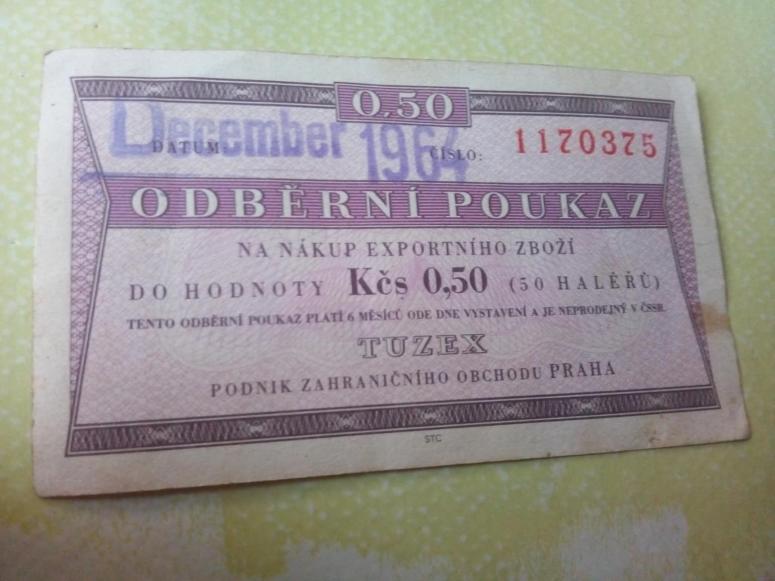 0,50
December 1964
DATUM ČÍSLO: 1170375
ODBĚRNÍ POUKAZ
NA NÁKUP EXPORTNÍHO ZBOŽÍ
DO HODNOTY Kčs 0,50 (50 HALÉŘŮ)
TENTO ODBĚRNÍ POUKAZ PLATÍ 6 MĚSÍCŮ ODE DNE VYSTAVENÍ A JE NEPRODEJNÝ V ČSSR.
TUZEX
PODNIK ZAHRANIČNÍHO OBCHODU PRAHA
STC